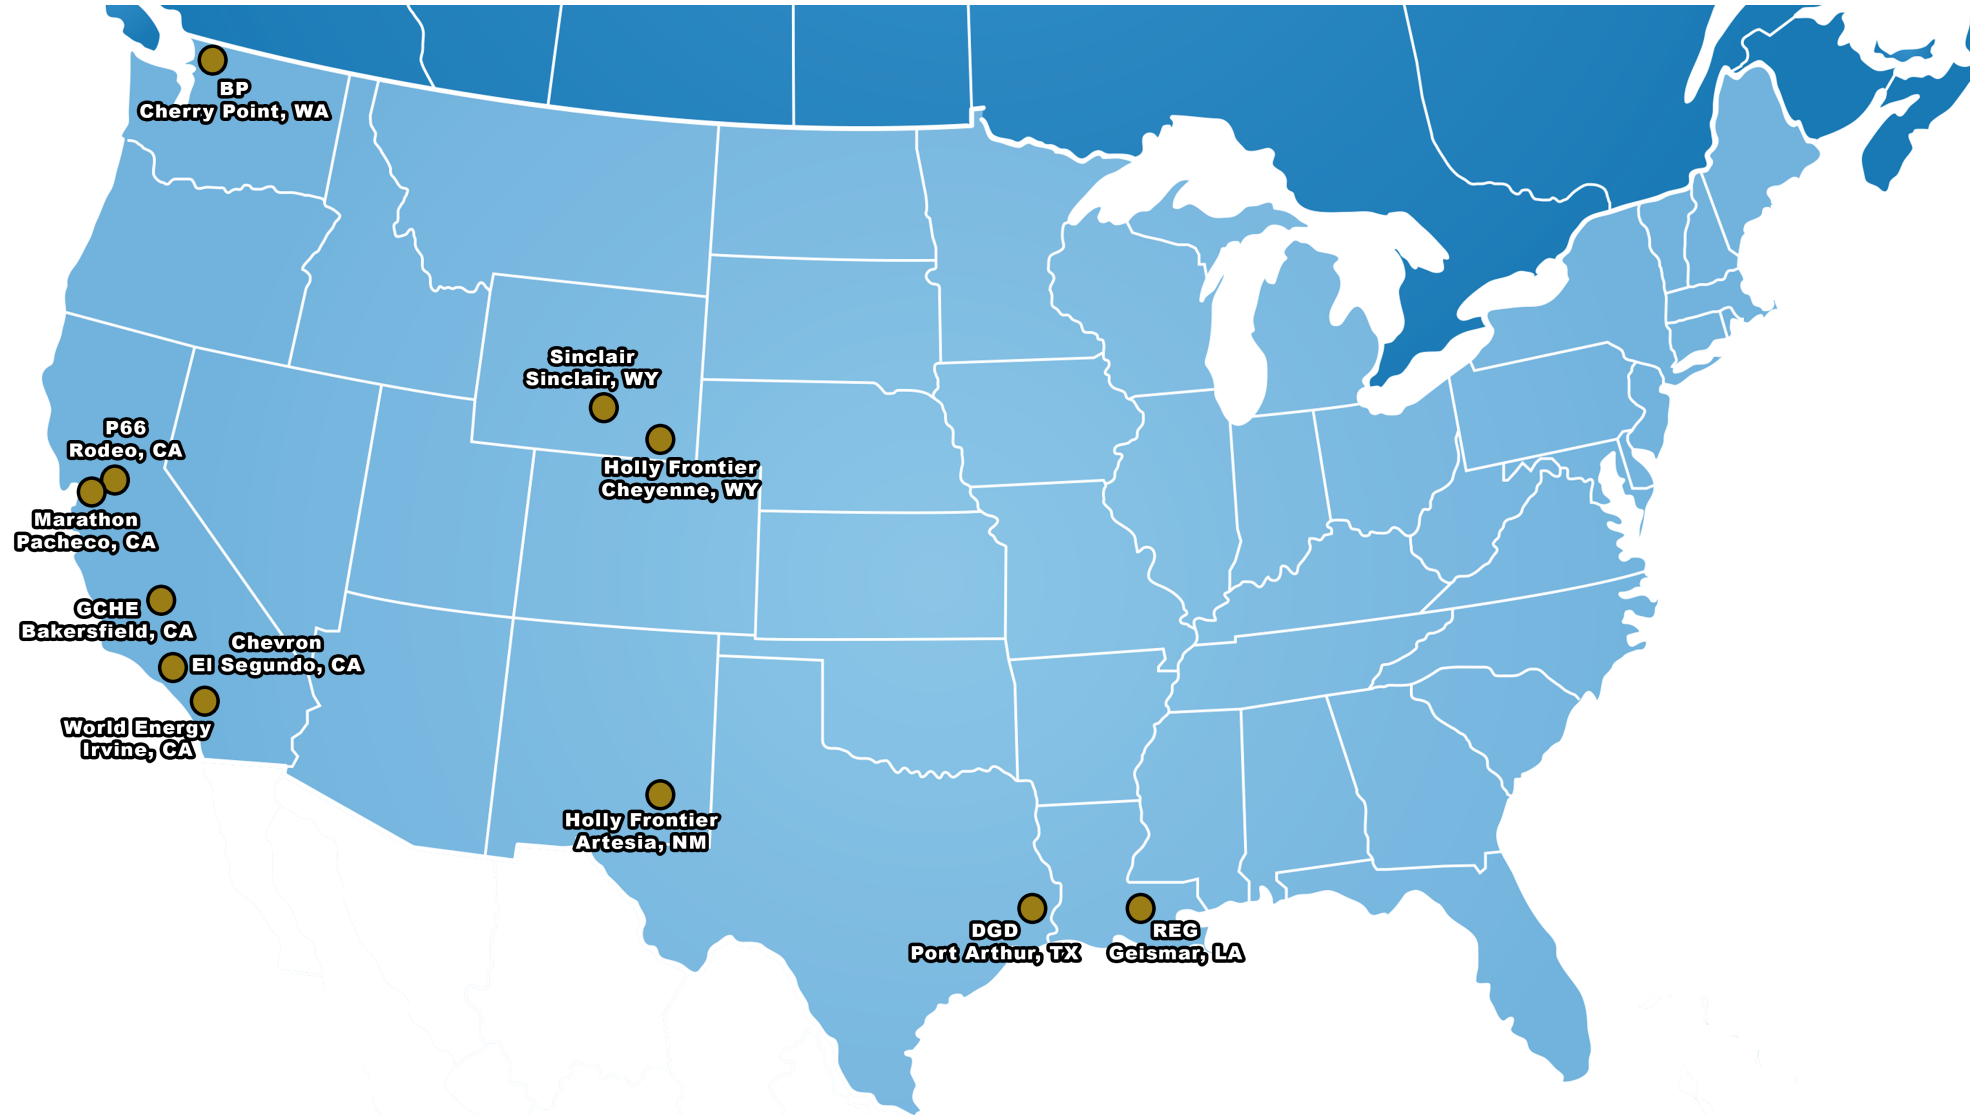 BP
Cherry Point, WA
Sinclair
Sinclair, WY
Holly Frontier
Cheyenne, WY
P66
Rodeo, CA
Marathon
Pacheco, CA
GCHE
Bakersfield, CA
Chevron
El Segundo, CA
World Energy
Irvine, CA
Holly Frontier
Artesia, NM
DGD
Port Arthur, TX
REG
Geismar, LA